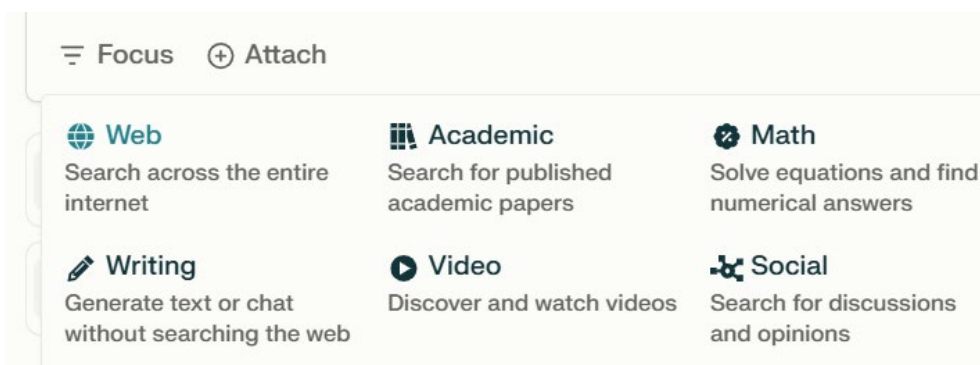 Focus Attach
Web
Search across the entire
internet
Academic
Search for published
academic papers
Math
Solve equations and find
numerical answers
Writing
Generate text or chat
without searching the web
Video
Discover and watch videos
Social
Search for discussions
and opinions